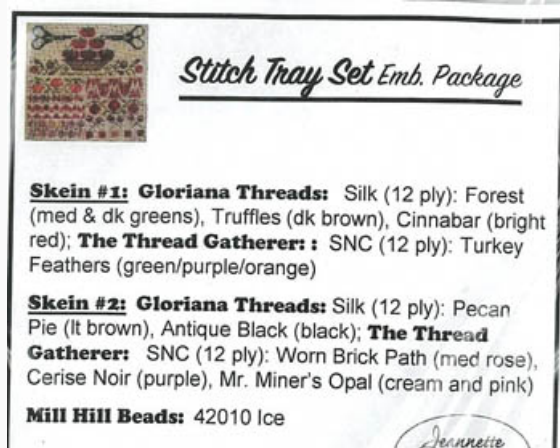 Stitch Tray Set Emb. Package
Skein #1: Gloriana Threads: Silk (12 ply): Forest
(med & dk greens), Truffles (dk brown), Cinnabar (bright
red); The Thread Gatherer: : SNC (12 ply): Turkey
Feathers (green/purple/orange)
Skein #2: Gloriana Threads: Silk (12 ply): Pecan
Pie (lt brown), Antique Black (black); The Thread
Gatherer: SNC (12 ply): Worn Brick Path (med rose),
Cerise Noir (purple), Mr. Miner's Opal (cream and pink)
Mill Hill Beads: 42010 Ice
Jeannette